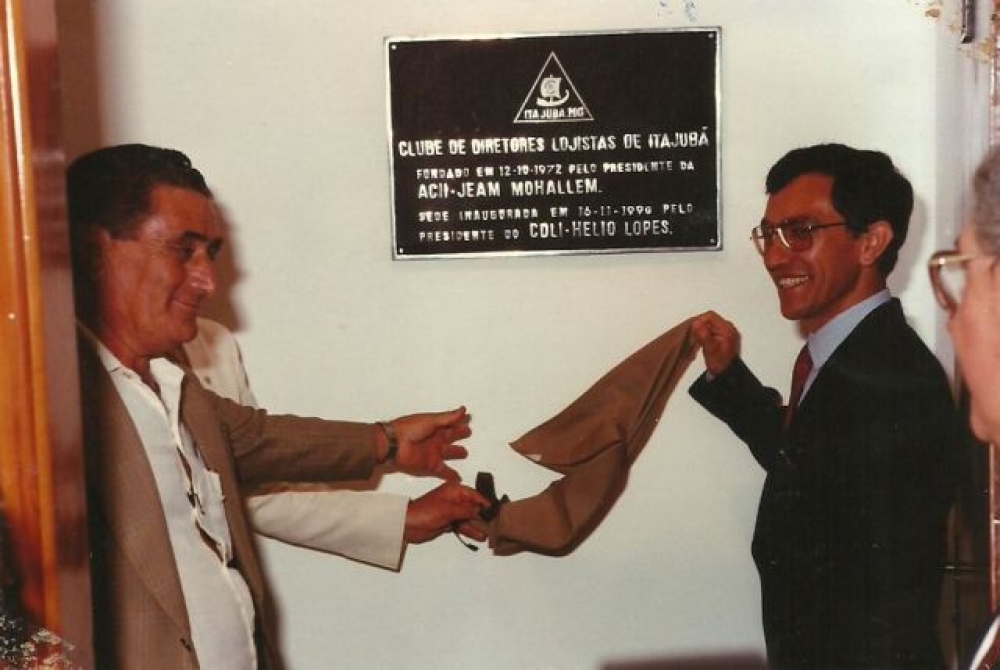 ITAJUBÁ.MG
CLUBE DE DIRETORES LOJISTAS DE ITAJUBÁ
FUNDADO EM 12-10-1972 PELO PRESIDENTE DA
ACII-JEAM MOHALLEM.
SEDE INAUGURADA EM 16-11-1990 PELO
PRESIDENTE DO CDLI-HELIO LOPES.